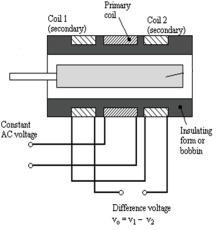 Primary
coil
Coil 1
(secondary)
Coil 2
(secondary)
Constant
AC voltage
Insulating
form or
bobbin
Difference voltage
v₀ = v₁ − v₂